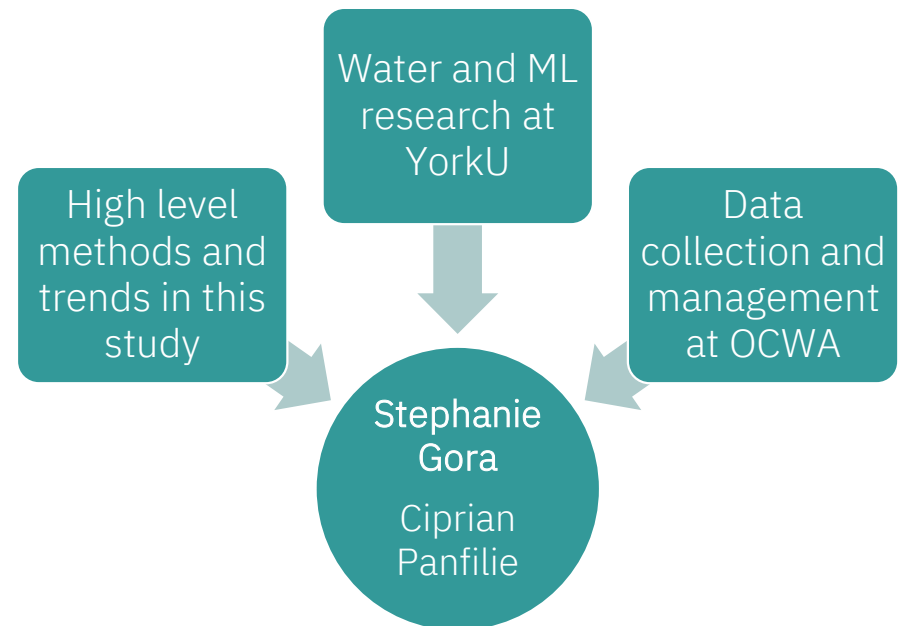 Water and ML
research at
YorkU
High level
methods and
trends in this
study
Data
collection and
management
at OCWA
Stephanie
Gora
Ciprian
Panfilie